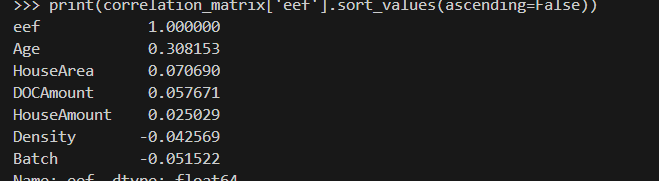 >>> print(correlation_matrix['eef'].sort_values(ascending=False))
eef            1.000000
Age            0.308153
HouseArea      0.070690
DOCAmount      0.057671
HouseAmount    0.025029
Density       -0.042569
Batch         -0.051522
Name: eef, dtype: float64